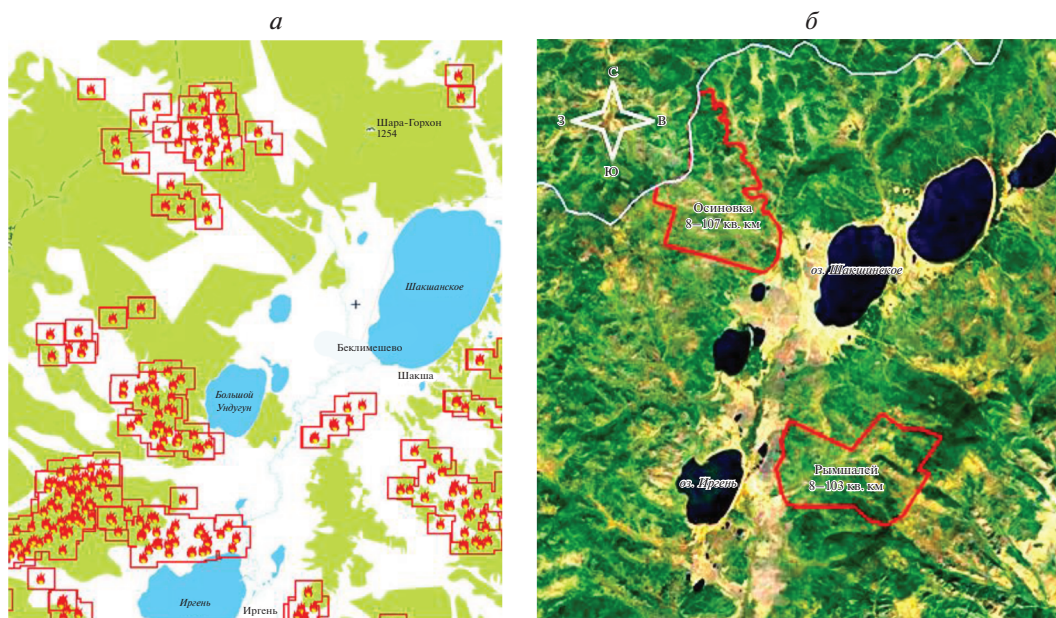 а
Шара-Горхон
1254
Шакшанское
Беклимешево
Шакша
Большой
Ундугун
Иргень
Иргень
б
С
З
В
Ю
Осиновка
8–107 кв. км
оз. Шакшинское
оз. Иргень
Рымшалей
8–103 кв. км